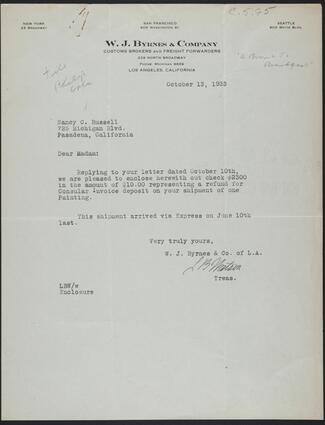 C.5.95
NEW YORK
SAN FRANCISCO
SEATTLE
W. J. BYRNES & COMPANY
CUSTOMS BROKERS AND FREIGHT FORWARDERS
LOS ANGELES, CALIFORNIA
October 13, 1933
Nancy C. Russell
725 Michigan Blvd.
Pasadena, California
Dear Madam:
Replying to your letter dated October 10th,
we are pleased to enclose herewith out check #2300
in the amount of $10.00 representing a refund for
Consular Invoice deposit on your shipment of one
Painting.
This shipment arrived via Express on June 10th
last.
Very truly yours,
W. J. Byrnes & Co. of L.A.
L B Watson
Treas.
LBW/w
Enclosure